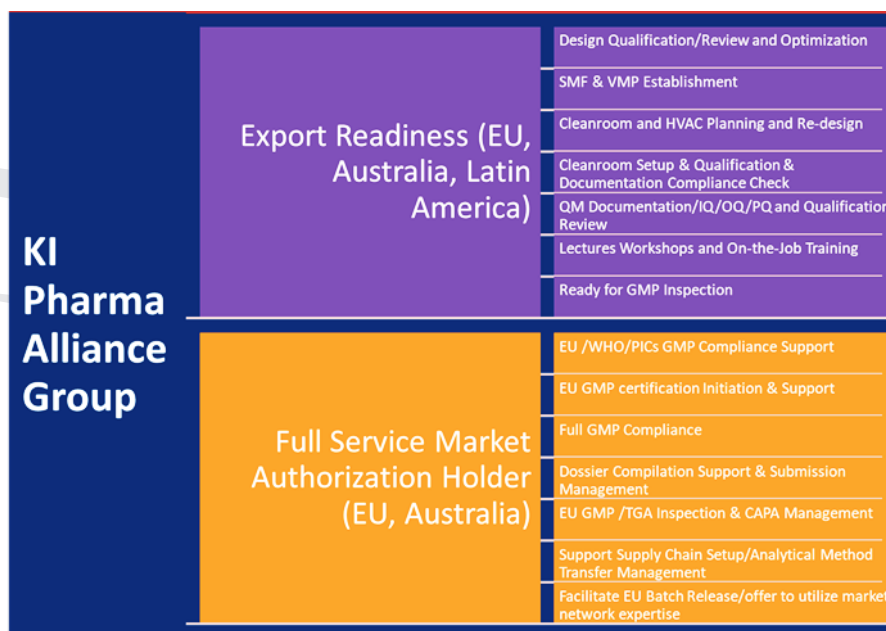 KI
Pharma
Alliance
Group
Export Readiness (EU,
Australia, Latin
America)
Design Qualification/Review and Optimization
SMF & VMP Establishment
Cleanroom and HVAC Planning and Re-design
Cleanroom Setup & Qualification &
Documentation Compliance Check
QM Documentation/IQ/OQ/PQ and Qualification
Review
Lectures Workshops and On-the-Job Training
Ready for GMP Inspection
Full Service Market
Authorization Holder
(EU, Australia)
EU /WHO/PICs GMP Compliance Support
EU GMP certification Initiation & Support
Full GMP Compliance
Dossier Compilation Support & Submission
Management
EU GMP /TGA Inspection & CAPA Management
Support Supply Chain Setup/Analytical Method
Transfer Management
Facilitate EU Batch Release/offer to utilize market
network expertise